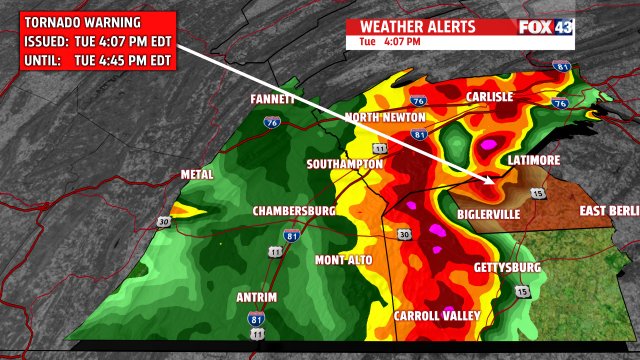 TORNADO WARNING
ISSUED: TUE 4:07 PM EDT
UNTIL: TUE 4:45 PM EDT
WEATHER ALERTS
FOX 43
Tue 4:07 PM
81
FANNETT
76
CARLISLE
76
NORTH NEWTON
81
11
LATIMORE
SOUTHAMPTON
METAL
15
30
CHAMBERSBURG
BIGLERVILLE
EAST BERLI
81
30
11
MONT ALTO
GETTYSBURG
15
ANTRIM
CARROLL VALLEY
81
11